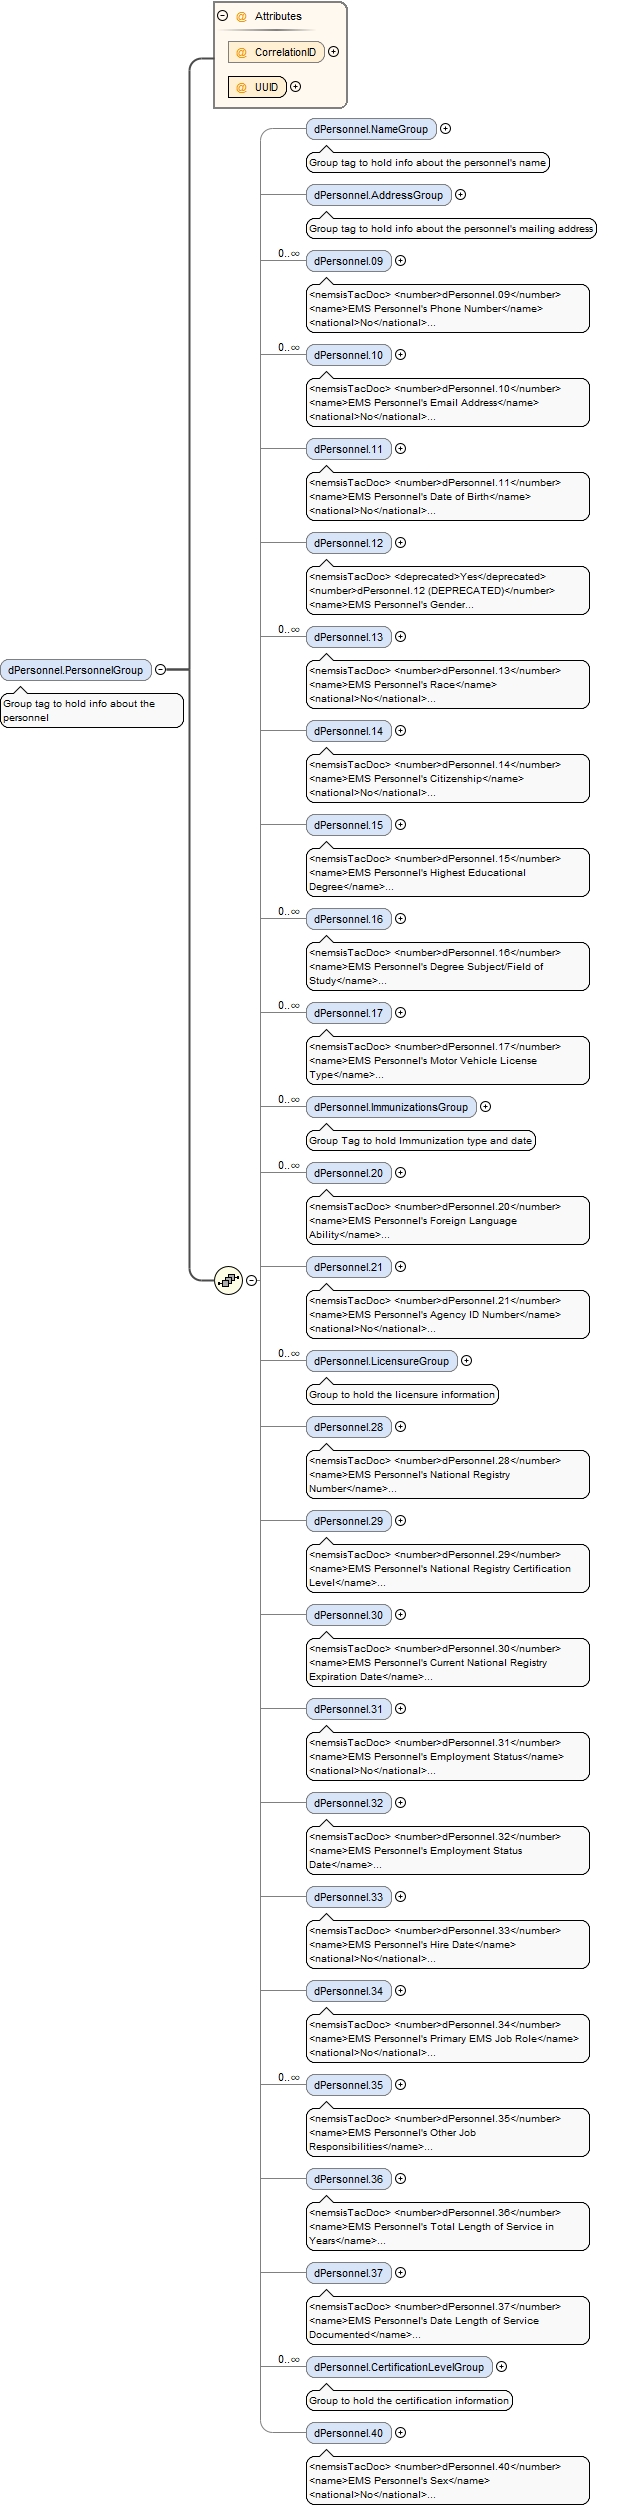 Attributes
@ CorrelationID
@ UUID
dPersonnel.NameGroup
Group tag to hold info about the personnel's name
dPersonnel.AddressGroup
Group tag to hold info about the personnel's mailing address
0..∞
dPersonnel.09
<nemsisTacDoc> <number>dPersonnel.09</number>
<name>EMS Personnel's Phone Number</name>
<national>No</national>...
0..∞
dPersonnel.10
<nemsisTacDoc> <number>dPersonnel.10</number>
<name>EMS Personnel's Email Address</name>
<national>No</national>...
dPersonnel.11
<nemsisTacDoc> <number>dPersonnel.11</number>
<name>EMS Personnel's Date of Birth</name>
<national>No</national>...
dPersonnel.12
<nemsisTacDoc> <deprecated>Yes</deprecated>
<number>dPersonnel.12 (DEPRECATED)</number>
<name>EMS Personnel's Gender...
0..∞
dPersonnel.13
<nemsisTacDoc> <number>dPersonnel.13</number>
<name>EMS Personnel's Race</name>
<national>No</national>...
dPersonnel.PersonnelGroup
Group tag to hold info about the
personnel
dPersonnel.14
<nemsisTacDoc> <number>dPersonnel.14</number>
<name>EMS Personnel's Citizenship</name>
<national>No</national>...
dPersonnel.15
<nemsisTacDoc> <number>dPersonnel.15</number>
<name>EMS Personnel's Highest Educational
Degree</name>...
0..∞
dPersonnel.16
<nemsisTacDoc> <number>dPersonnel.16</number>
<name>EMS Personnel's Degree Subject/Field of
Study</name>...
0..∞
dPersonnel.17
<nemsisTacDoc> <number>dPersonnel.17</number>
<name>EMS Personnel's Motor Vehicle License
Type</name>...
0..∞
dPersonnel.ImmunizationsGroup
Group Tag to hold Immunization type and date
0..∞
dPersonnel.20
<nemsisTacDoc> <number>dPersonnel.20</number>
<name>EMS Personnel's Foreign Language
Ability</name>...
dPersonnel.21
<nemsisTacDoc> <number>dPersonnel.21</number>
<name>EMS Personnel's Agency ID Number</name>
<national>No</national>...
0..∞
dPersonnel.LicensureGroup
Group to hold the licensure information
dPersonnel.28
<nemsisTacDoc> <number>dPersonnel.28</number>
<name>EMS Personnel's National Registry
Number</name>...
dPersonnel.29
<nemsisTacDoc> <number>dPersonnel.29</number>
<name>EMS Personnel's National Registry Certification
Level</name>...
dPersonnel.30
<nemsisTacDoc> <number>dPersonnel.30</number>
<name>EMS Personnel's Current National Registry
Expiration Date</name>...
dPersonnel.31
<nemsisTacDoc> <number>dPersonnel.31</number>
<name>EMS Personnel's Employment Status</name>
<national>No</national>...
dPersonnel.32
<nemsisTacDoc> <number>dPersonnel.32</number>
<name>EMS Personnel's Employment Status
Date</name>...
dPersonnel.33
<nemsisTacDoc> <number>dPersonnel.33</number>
<name>EMS Personnel's Hire Date</name>
<national>No</national>...
dPersonnel.34
<nemsisTacDoc> <number>dPersonnel.34</number>
<name>EMS Personnel's Primary EMS Job Role</name>
<national>No</national>...
0..∞
dPersonnel.35
<nemsisTacDoc> <number>dPersonnel.35</number>
<name>EMS Personnel's Other Job
Responsibilities</name>...
dPersonnel.36
<nemsisTacDoc> <number>dPersonnel.36</number>
<name>EMS Personnel's Total Length of Service in
Years</name>...
dPersonnel.37
<nemsisTacDoc> <number>dPersonnel.37</number>
<name>EMS Personnel's Date Length of Service
Documented</name>...
0..∞
dPersonnel.CertificationLevelGroup
Group to hold the certification information
dPersonnel.40
<nemsisTacDoc> <number>dPersonnel.40</number>
<name>EMS Personnel's Sex</name>
<national>No</national>...